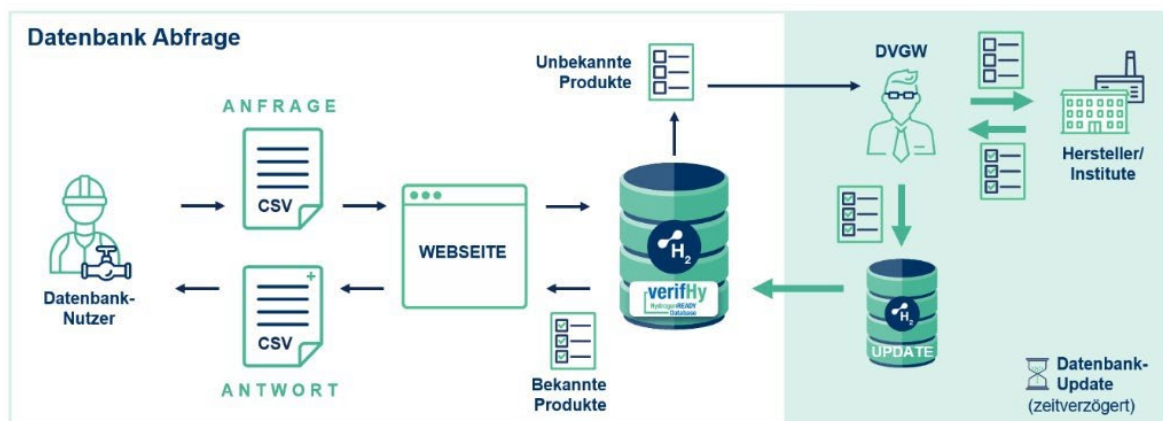 Datenbank Abfrage
ANFRAGE
CSV
Datenbank-
Nutzer
CSV
ANTWORT
WEBSEITE
Unbekannte
Produkte
H2
verifHy
HydrogenREADY
Database
Bekannte
Produkte
DVGW
Hersteller/
Institute
H2
UPDATE
Datenbank-
Update
(zeitverzögert)